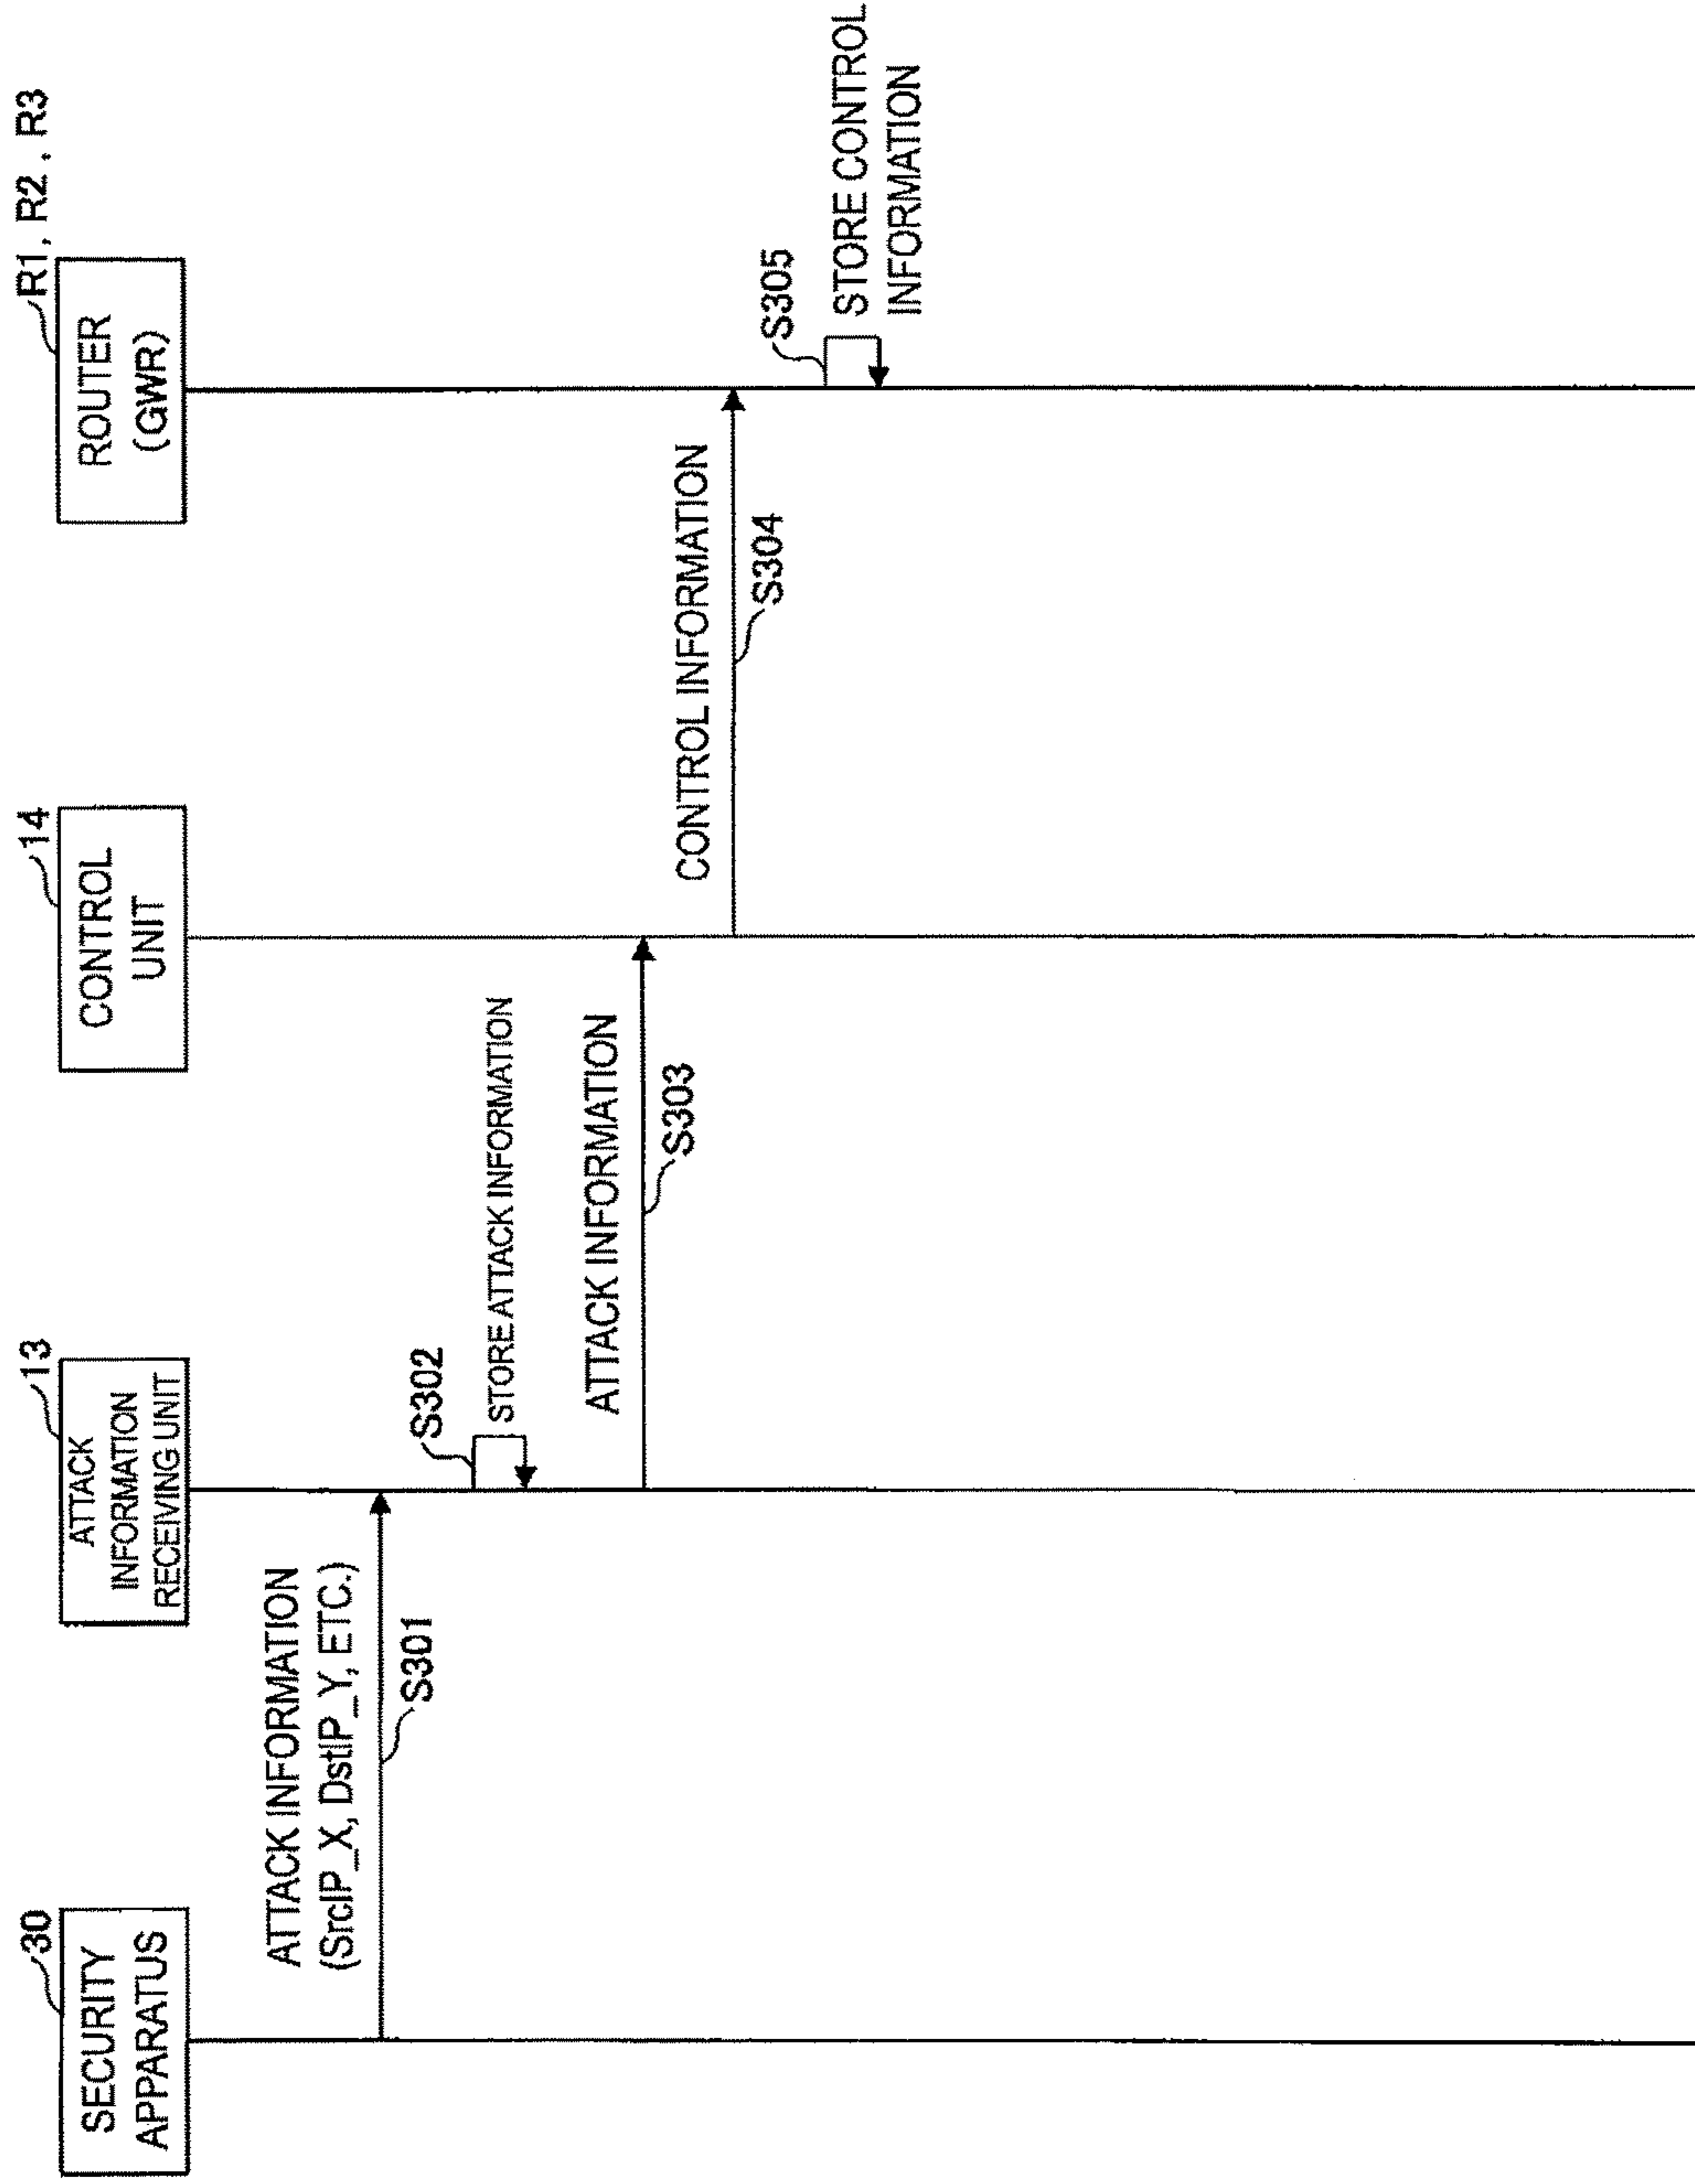 30
SECURITY
APPARATUS
13
ATTACK
INFORMATION
RECEIVING UNIT
14
CONTROL
UNIT
R1, R2 , R3
ROUTER
(GWR)
ATTACK INFORMATION
(SrcIP_X, DstIP_Y, ETC.)
S301
S302
STORE ATTACK INFORMATION
ATTACK INFORMATION
S303
CONTROL INFORMATION
S304
S305
STORE CONTROL
INFORMATION